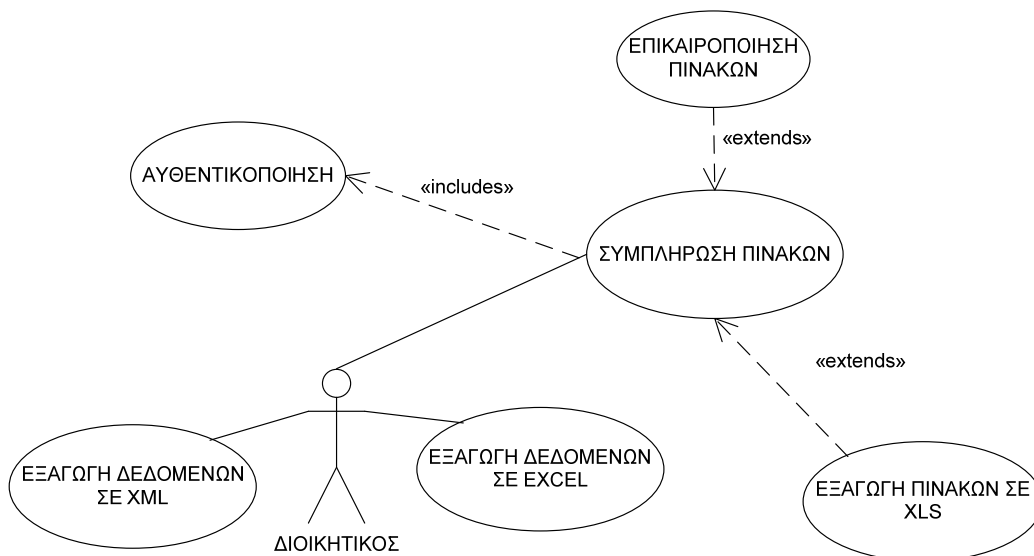 ΕΠΙΚΑΙΡΟΠΟΙΗΣΗ
ΠΙΝΑΚΩΝ
«extends»
ΑΥΘΕΝΤΙΚΟΠΟΙΗΣΗ
«includes»
ΣΥΜΠΛΗΡΩΣΗ ΠΙΝΑΚΩΝ
«extends»
ΕΞΑΓΩΓΗ ΔΕΔΟΜΕΝΩΝ
ΣΕ XML
ΕΞΑΓΩΓΗ ΔΕΔΟΜΕΝΩΝ
ΣΕ EXCEL
ΕΞΑΓΩΓΗ ΠΙΝΑΚΩΝ ΣΕ
XLS
ΔΙΟΙΚΗΤΙΚΟΣ